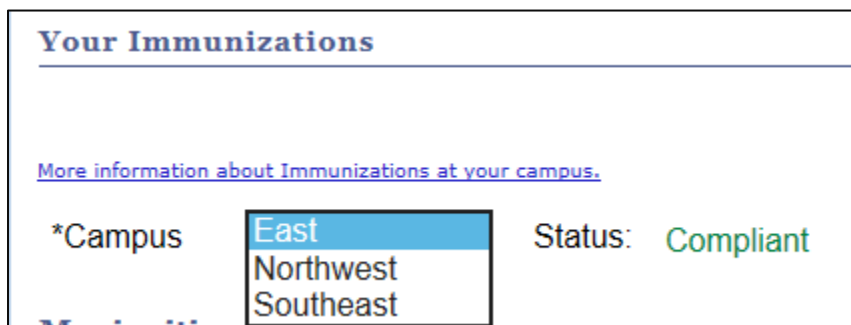 Your Immunizations
More information about Immunizations at your campus.
*Campus East Status: Compliant
Northwest
Southeast